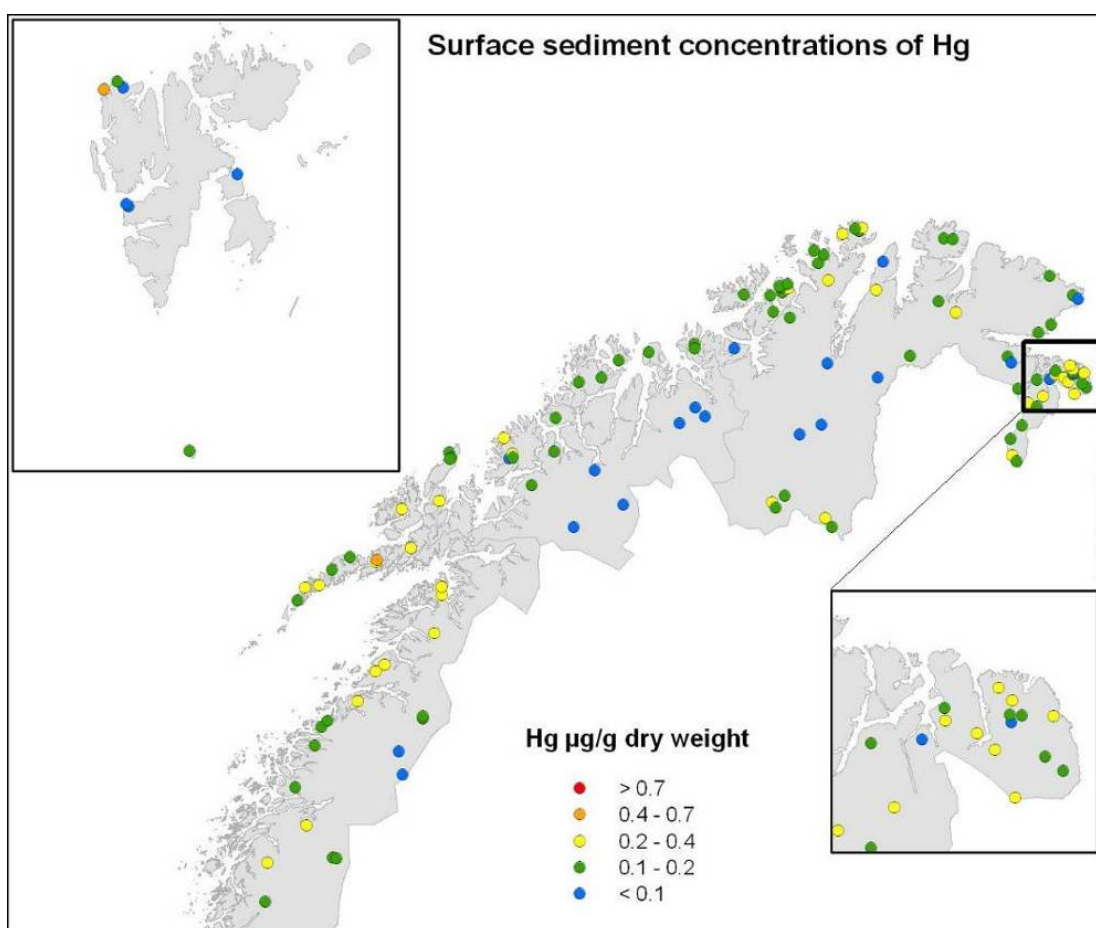 Surface sediment concentrations of Hg
Hg µg/g dry weight
> 0.7
0.4 - 0.7
0.2 - 0.4
0.1 - 0.2
< 0.1